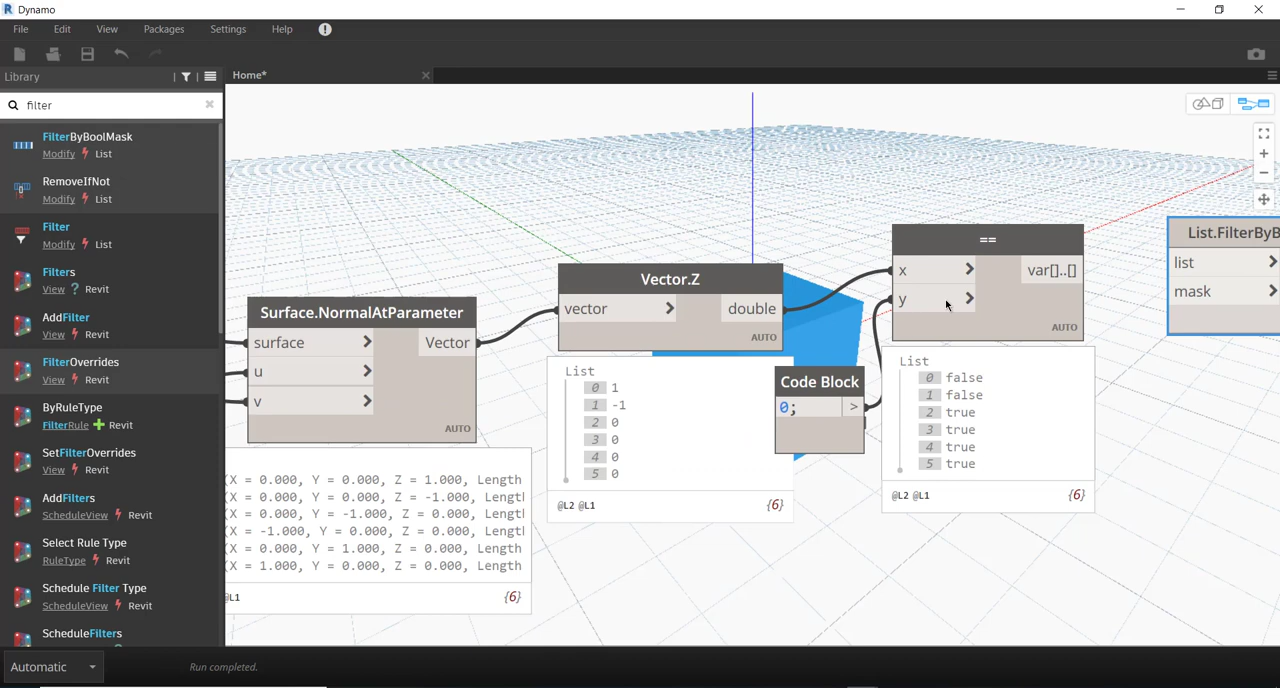 Dynamo
File Edit View Packages Settings Help
Library
Home*
filter
FilterByBoolMask
Modify List
RemoveIfNot
Modify List
Filter
Modify List
Filters
View ? Revit
AddFilter
View Revit
FilterOverrides
View Revit
ByRuleType
FilterRule Revit
SetFilterOverrides
View Revit
AddFilters
ScheduleView Revit
Select Rule Type
RuleType Revit
Schedule Filter Type
ScheduleView Revit
ScheduleFilters
Automatic
Run completed.
Surface.NormalAtParameter
surface > Vector
u >
v >
AUTO
(X = 0.000, Y = 0.000, Z = 1.000, Length
(X = 0.000, Y = 0.000, Z = -1.000, Length
(X = 0.000, Y = -1.000, Z = 0.000, Length
(X = -1.000, Y = 0.000, Z = 0.000, Length
(X = 0.000, Y = 1.000, Z = 0.000, Length
(X = 1.000, Y = 0.000, Z = 0.000, Length
@L1 {6}
Vector.Z
vector > double
AUTO
List
0 1
1 -1
2 0
3 0
4 0
5 0
@L2 @L1 {6}
Code Block
0; >
==
x > var[]..[]
y >
AUTO
List
0 false
1 false
2 true
3 true
4 true
5 true
@L2 @L1 {6}
List.FilterByB
list >
mask >